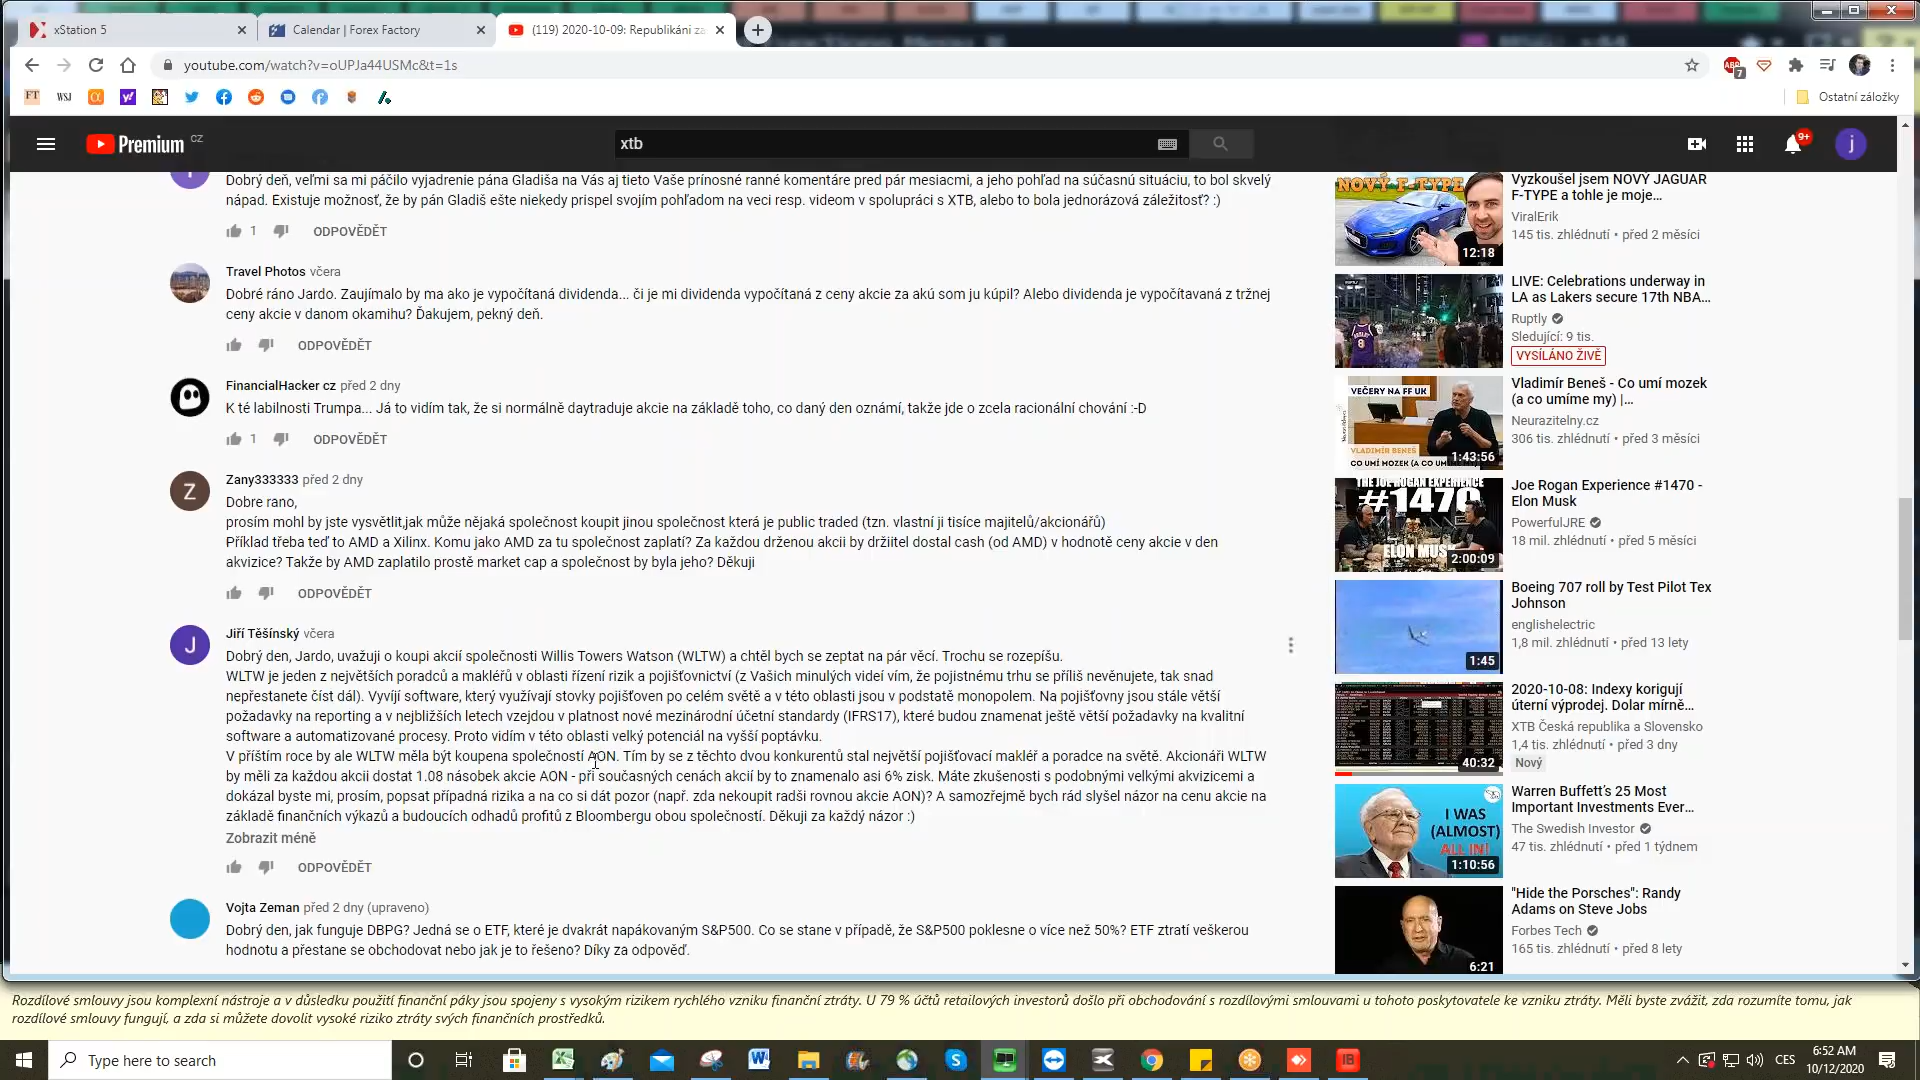 xStation 5
Calendar | Forex Factory
(119) 2020-10-09: Republikáni za
youtube.com/watch?v=oUPJa44USMc&t=1s
ABP
7
FT
WSJ
Ostatní záložky
Premium CZ
xtb
9+
j
Dobrý deň, veľmi sa mi páčilo vyjadrenie pána Gladiša na Vás aj tieto Vaše prínosné ranné komentáre pred pár mesiacmi, a jeho pohľad na súčasnú situáciu, to bol skvelý
nápad. Existuje možnosť, že by pán Gladiš ešte niekedy prispel svojím pohľadom na veci resp. videom v spolupráci s XTB, alebo to bola jednorázová záležitosť? :)
1 ODPOVĚDĚT
Travel Photos včera
Dobré ráno Jardo. Zaujímalo by ma ako je vypočítaná dividenda... či je mi dividenda vypočítaná z ceny akcie za akú som ju kúpil? Alebo dividenda je vypočítavaná z tržnej
ceny akcie v danom okamihu? Ďakujem, pekný deň.
ODPOVĚDĚT
FinancialHacker cz před 2 dny
K té labilnosti Trumpa... Já to vidím tak, že si normálně daytraduje akcie na základě toho, co daný den oznámí, takže jde o zcela racionální chování :-D
1 ODPOVĚDĚT
Z
Zany333333 před 2 dny
Dobre rano,
prosím mohl by jste vysvětlit,jak může nějaká společnost koupit jinou společnost která je public traded (tzn. vlastní ji tisíce majitelů/akcionářů)
Příklad třeba teď to AMD a Xilinx. Komu jako AMD za tu společnost zaplatí? Za každou drženou akcii by držiitel dostal cash (od AMD) v hodnotě ceny akcie v den
akvizice? Takže by AMD zaplatilo prostě market cap a společnost by byla jeho? Děkuji
ODPOVĚDĚT
J
Jiří Těšínský včera
Dobrý den, Jardo, uvažuji o koupi akcií společnosti Willis Towers Watson (WLTW) a chtěl bych se zeptat na pár věcí. Trochu se rozepíšu.
WLTW je jeden z největších poradců a makléřů v oblasti řízení rizik a pojišťovnictví (z Vašich minulých videí vím, že pojistnému trhu se příliš nevěnujete, tak snad
nepřestanete číst dál). Vyvíjí software, který využívají stovky pojišťoven po celém světě a v této oblasti jsou v podstatě monopolem. Na pojišťovny jsou stále větší
požadavky na reporting a v nejbližších letech vzejdou v platnost nové mezinárodní účetní standardy (IFRS17), které budou znamenat ještě větší požadavky na kvalitní
software a automatizované procesy. Proto vidím v této oblasti velký potenciál na vyšší poptávku.
V příštím roce by ale WLTW měla být koupena společností AON. Tím by se z těchto dvou konkurentů stal největší pojišťovací makléř a poradce na světě. Akcionáři WLTW
by měli za každou akcii dostat 1.08 násobek akcie AON - při současných cenách akcií by to znamenalo asi 6% zisk. Máte zkušenosti s podobnými velkými akvizicemi a
dokázal byste mi, prosím, popsat případná rizika a na co si dát pozor (např. zda nekoupit radši rovnou akcie AON)? A samozřejmě bych rád slyšel názor na cenu akcie na
základě finančních výkazů a budoucích odhadů profitů z Bloombergu obou společností. Děkuji za každý názor :)
Zobrazit méně
ODPOVĚDĚT
Vojta Zeman před 2 dny (upraveno)
Dobrý den, jak funguje DBPG? Jedná se o ETF, které je dvakrát napákovaným S&P500. Co se stane v případě, že S&P500 poklesne o více než 50%? ETF ztratí veškerou
hodnotu a přestane se obchodovat nebo jak je to řešeno? Díky za odpověď.
NOVÝ F-TYPE
12:18
Vyzkoušel jsem NOVÝ JAGUAR
F-TYPE a tohle je moje...
ViralErik
145 tis. zhlédnutí • před 2 měsíci
LIVE: Celebrations underway in
LA as Lakers secure 17th NBA...
Ruptly
Sledující: 9 tis.
VYSÍLÁNO ŽIVĚ
VEČERY NA FF UK
VLADIMÍR BENEŠ
CO UMÍ MOZEK (A CO UMÍME MY)
1:43:56
Vladimír Beneš - Co umí mozek
(a co umíme my) |...
Neurazitelny.cz
306 tis. zhlédnutí • před 3 měsíci
THE JOE ROGAN EXPERIENCE
#1470
ELON MUSK
2:00:09
Joe Rogan Experience #1470 -
Elon Musk
PowerfulJRE
18 mil. zhlédnutí • před 5 měsíci
1:45
Boeing 707 roll by Test Pilot Tex
Johnson
englishelectric
1,8 mil. zhlédnutí • před 13 lety
40:32
2020-10-08: Indexy korigují
úterní výprodej. Dolar mírně...
XTB Česká republika a Slovensko
1,4 tis. zhlédnutí • před 3 dny
Nový
I WAS
(ALMOST)
ALL IN!
1:10:56
Warren Buffett's 25 Most
Important Investments Ever...
The Swedish Investor
47 tis. zhlédnutí • před 1 týdnem
6:21
"Hide the Porsches": Randy
Adams on Steve Jobs
Forbes Tech
165 tis. zhlédnutí • před 8 lety
Rozdílové smlouvy jsou komplexní nástroje a v důsledku použití finanční páky jsou spojeny s vysokým rizikem rychlého vzniku finanční ztráty. U 79 % účtů retailových investorů došlo při obchodování s rozdílovými smlouvami u tohoto poskytovatele ke vzniku ztráty. Měli byste zvážit, zda rozumíte tomu, jak
rozdílové smlouvy fungují, a zda si můžete dovolit vysoké riziko ztráty svých finančních prostředků.
Type here to search
CES
6:52 AM
10/12/2020